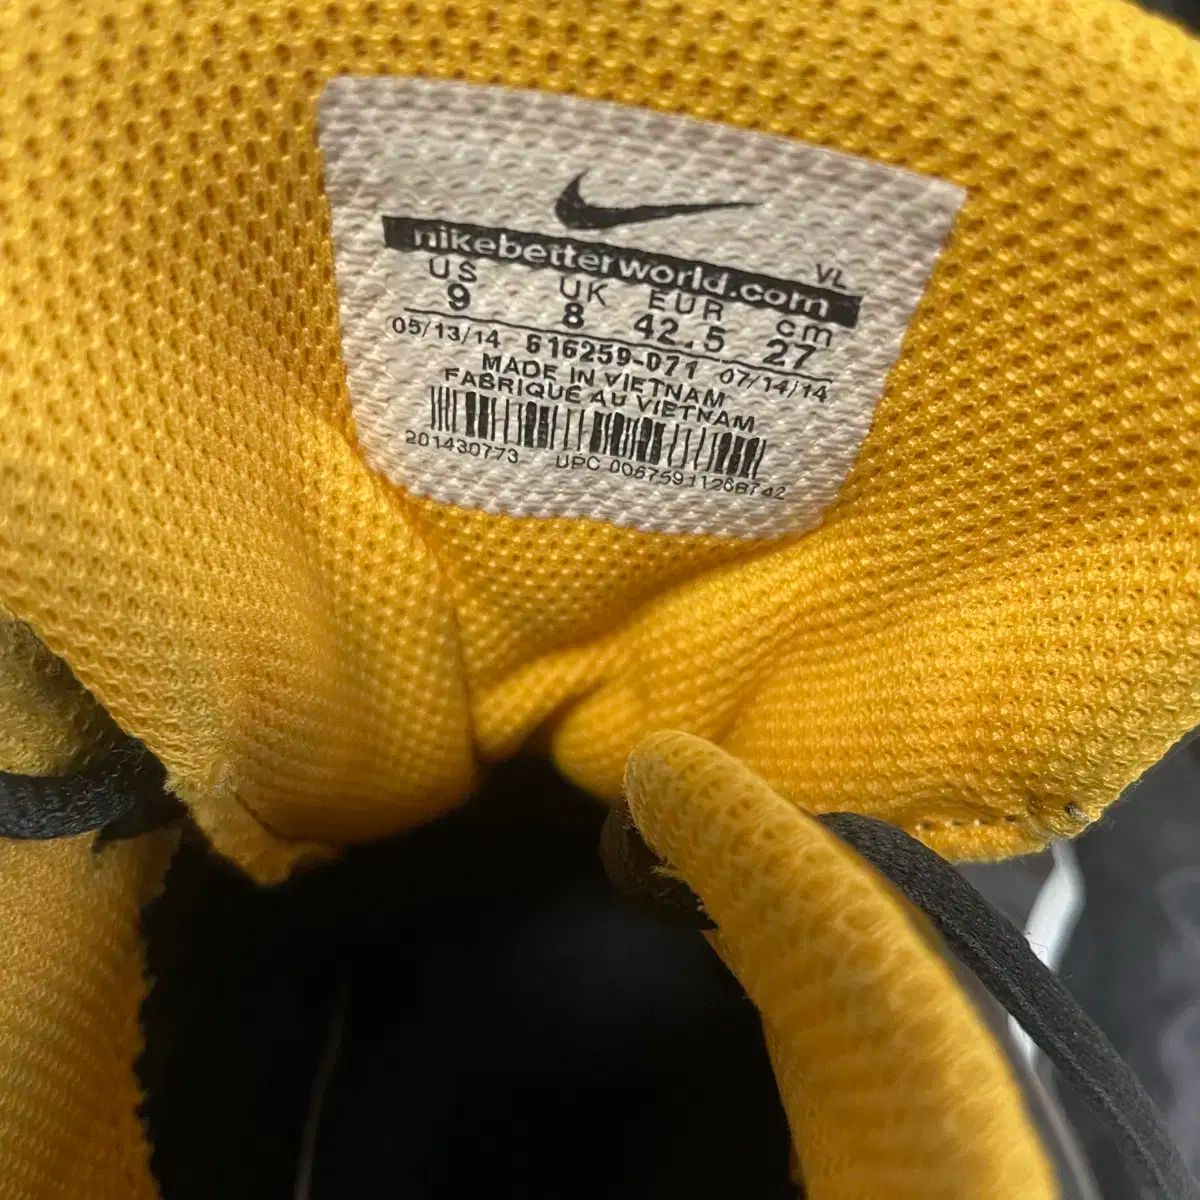 nikebetterworld.com
VL
US UK EUR cm
9 8 42.5 27
05/13/14 616259-071 07/14/14
MADE IN VIETNAM
FABRIQUÉ AU VIETNAM
201430773 UPC 00675911268742